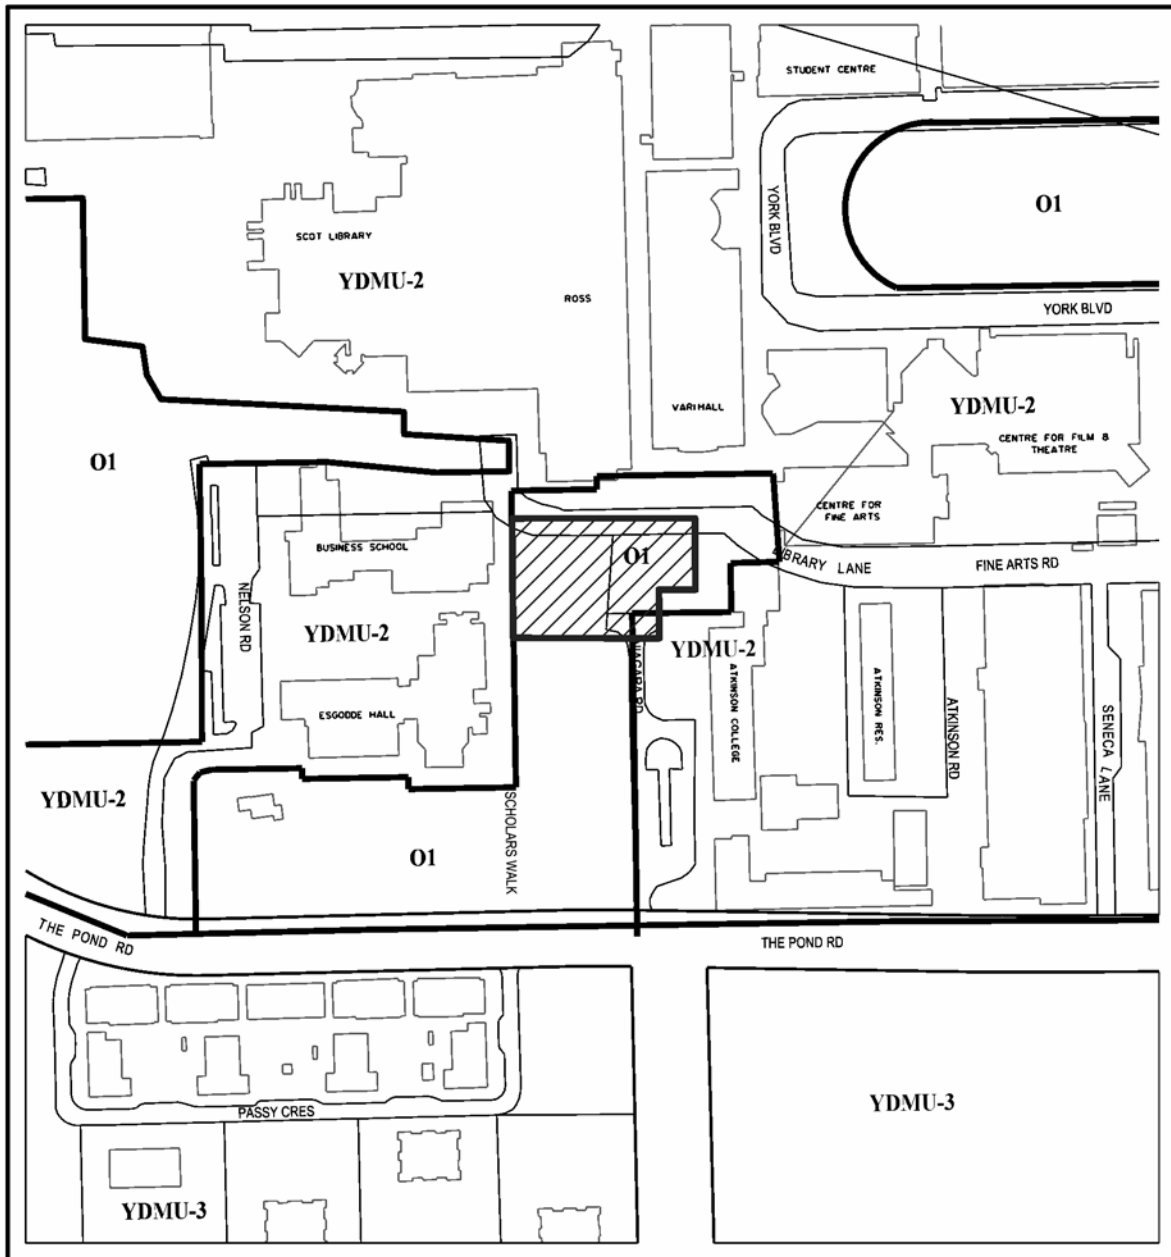 STUDENT CENTRE
YORK BLVD
O1
SCOT LIBRARY
YDMU-2
ROSS
YORK BLVD
VARI HALL
YDMU-2
CENTRE FOR FILM &
THEATRE
O1
CENTRE FOR
FINE ARTS
BUSINESS SCHOOL
O1
LIBRARY LANE
FINE ARTS RD
NELSON RD
YDMU-2
YDMU-2
NIAGARA RD
ATKINSON COLLEGE
ATKINSON RES.
ATKINSON RD
SENECA LANE
ESGODDE HALL
YDMU-2
SCHOLARS WALK
O1
THE POND RD
THE POND RD
PASSY CRES
YDMU-3
YDMU-3